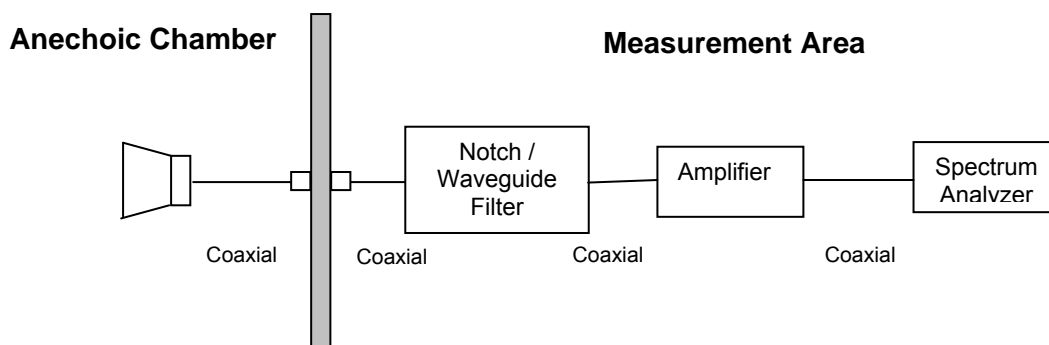 Anechoic Chamber
Measurement Area
Notch /
Waveguide
Filter
Amplifier
Spectrum
Analyzer
Coaxial
Coaxial
Coaxial
Coaxial